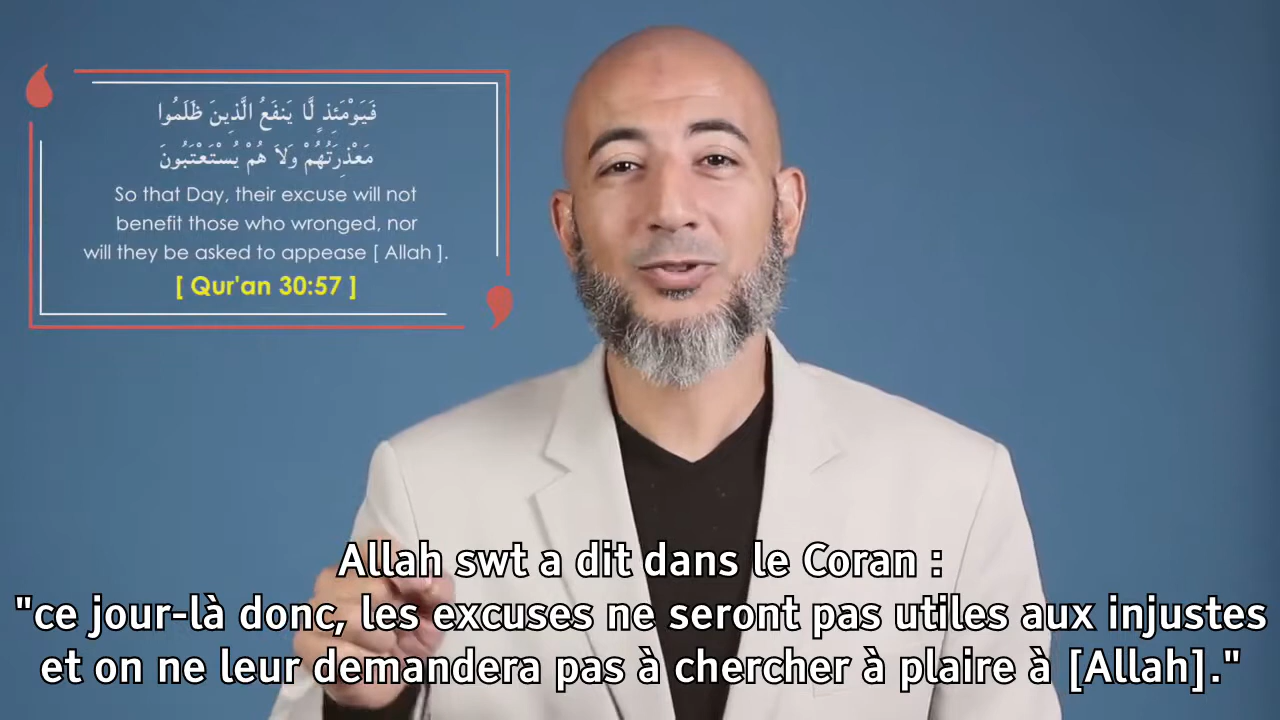 فَيَوْمَئِذٍ لَّا يَنفَعُ الَّذِينَ ظَلَمُوا
مَعْذِرَتُهُمْ وَلَا هُمْ يُسْتَعْتَبُونَ
So that Day, their excuse will not
benefit those who wronged, nor
will they be asked to appease [ Allah ].
[ Qur'an 30:57 ]
Allah swt a dit dans le Coran :
"ce jour-là donc, les excuses ne seront pas utiles aux injustes
et on ne leur demandera pas à chercher à plaire à [Allah]."